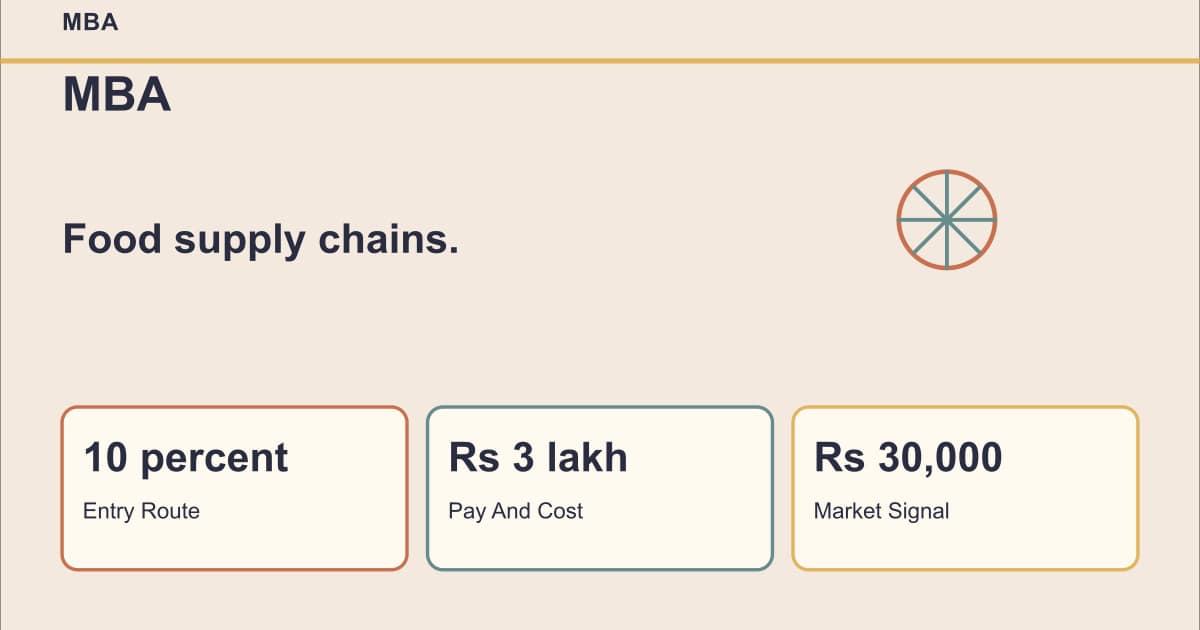 MBA
MBA
Food supply chains.
10 percent
Entry Route
Rs 3 lakh
Pay And Cost
Rs 30,000
Market Signal